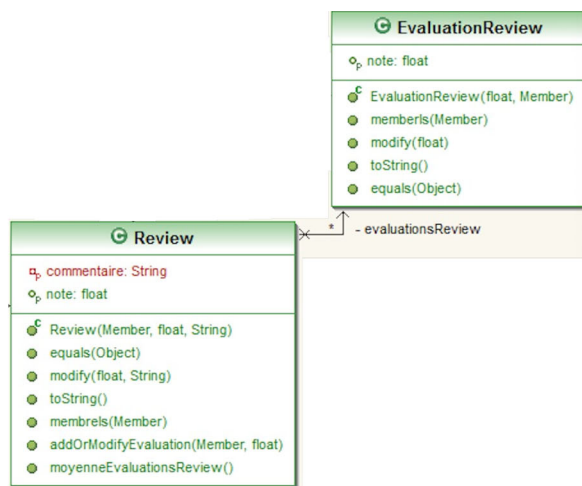 EvaluationReview
note: float
EvaluationReview(float, Member)
memberIs(Member)
modify(float)
toString()
equals(Object)
* - evaluationsReview
Review
commentaire: String
note: float
Review(Member, float, String)
equals(Object)
modify(float, String)
toString()
membreIs(Member)
addOrModifyEvaluation(Member, float)
moyenneEvaluationsReview()